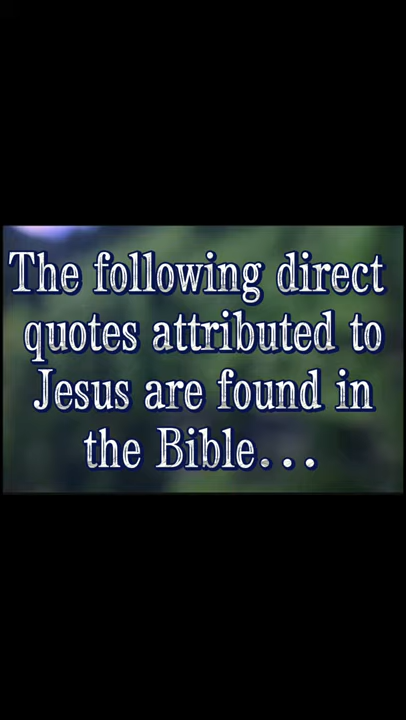 The following direct
quotes attributed to
Jesus are found in
the Bible...